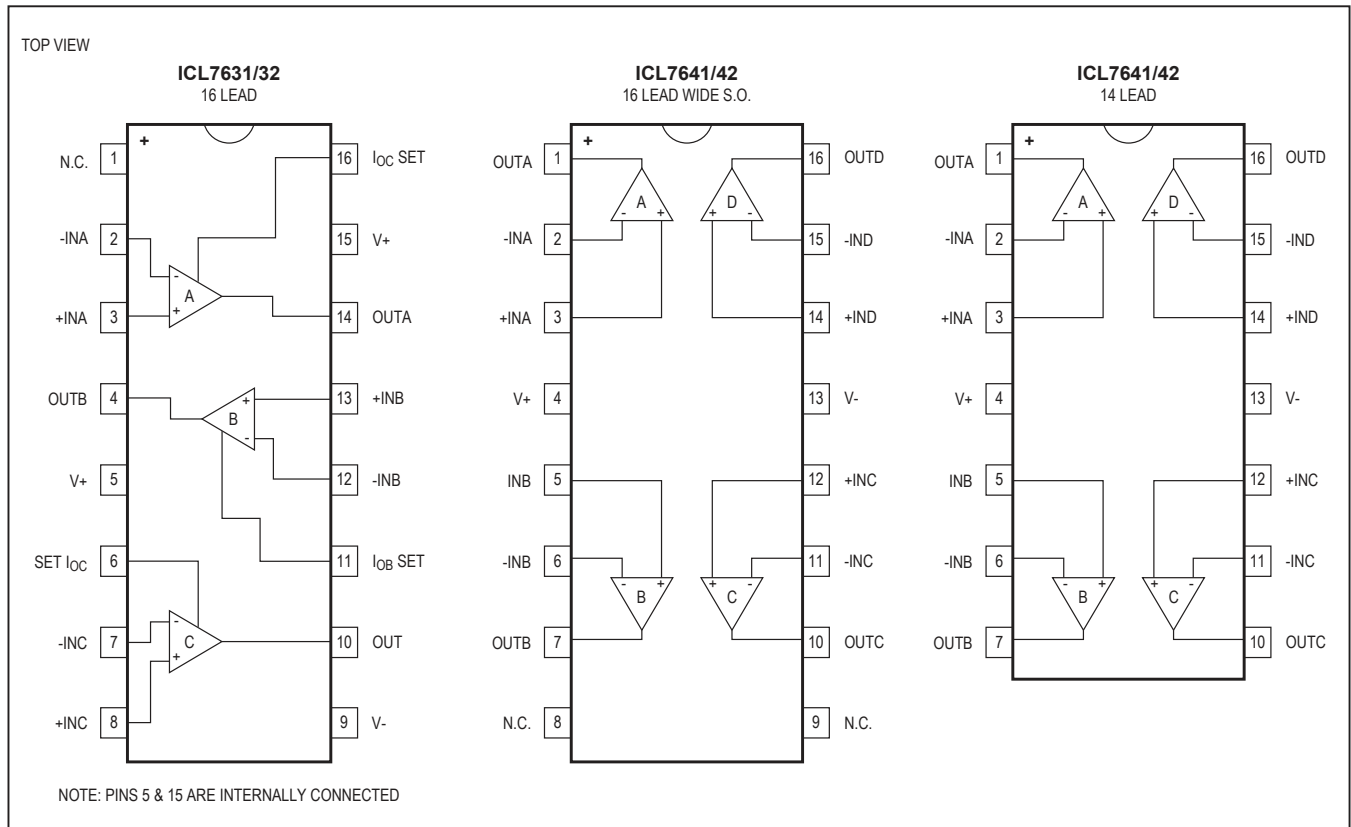 TOP VIEW
ICL7631/32
16 LEAD
+
N.C. 1
-INA 2
+INA 3
OUTB 4
V+ 5
SET IOC 6
-INC 7
+INC 8
16 IOC SET
15 V+
14 OUTA
13 +INB
12 -INB
11 IOB SET
10 OUT
9 V-
- A +
+ B -
- C +
NOTE: PINS 5 & 15 ARE INTERNALLY CONNECTED
ICL7641/42
16 LEAD WIDE S.O.
+
OUTA 1
-INA 2
+INA 3
V+ 4
INB 5
-INB 6
OUTB 7
N.C. 8
16 OUTD
15 -IND
14 +IND
13 V-
12 +INC
11 -INC
10 OUTC
9 N.C.
A
- +
D
+ -
- +
B
+ -
C
ICL7641/42
14 LEAD
+
OUTA 1
-INA 2
+INA 3
V+ 4
INB 5
-INB 6
OUTB 7
16 OUTD
15 -IND
14 +IND
13 V-
12 +INC
11 -INC
10 OUTC
A
- +
D
+ -
- +
B
+ -
C